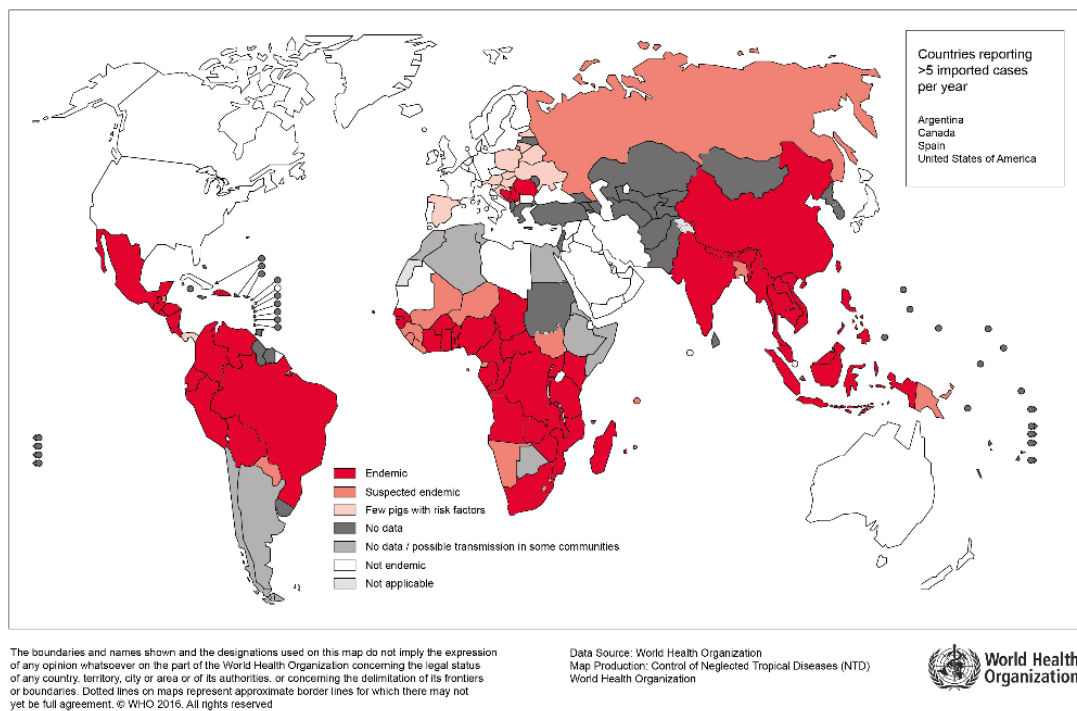 Countries reporting
>5 imported cases
per year
Argentina
Canada
Spain
United States of America
Endemic
Suspected endemic
Few pigs with risk factors
No data
No data / possible transmission in some communities
Not endemic
Not applicable
The boundaries and names shown and the designations used on this map do not imply the expression
of any opinion whatsoever on the part of the World Health Organization concerning the legal status
of any country, territory, city or area or of its authorities, or concerning the delimitation of its frontiers
or boundaries. Dotted lines on maps represent approximate border lines for which there may not
yet be full agreement. © WHO 2016. All rights reserved
Data Source: World Health Organization
Map Production: Control of Neglected Tropical Diseases (NTD)
World Health Organization
World Health
Organization